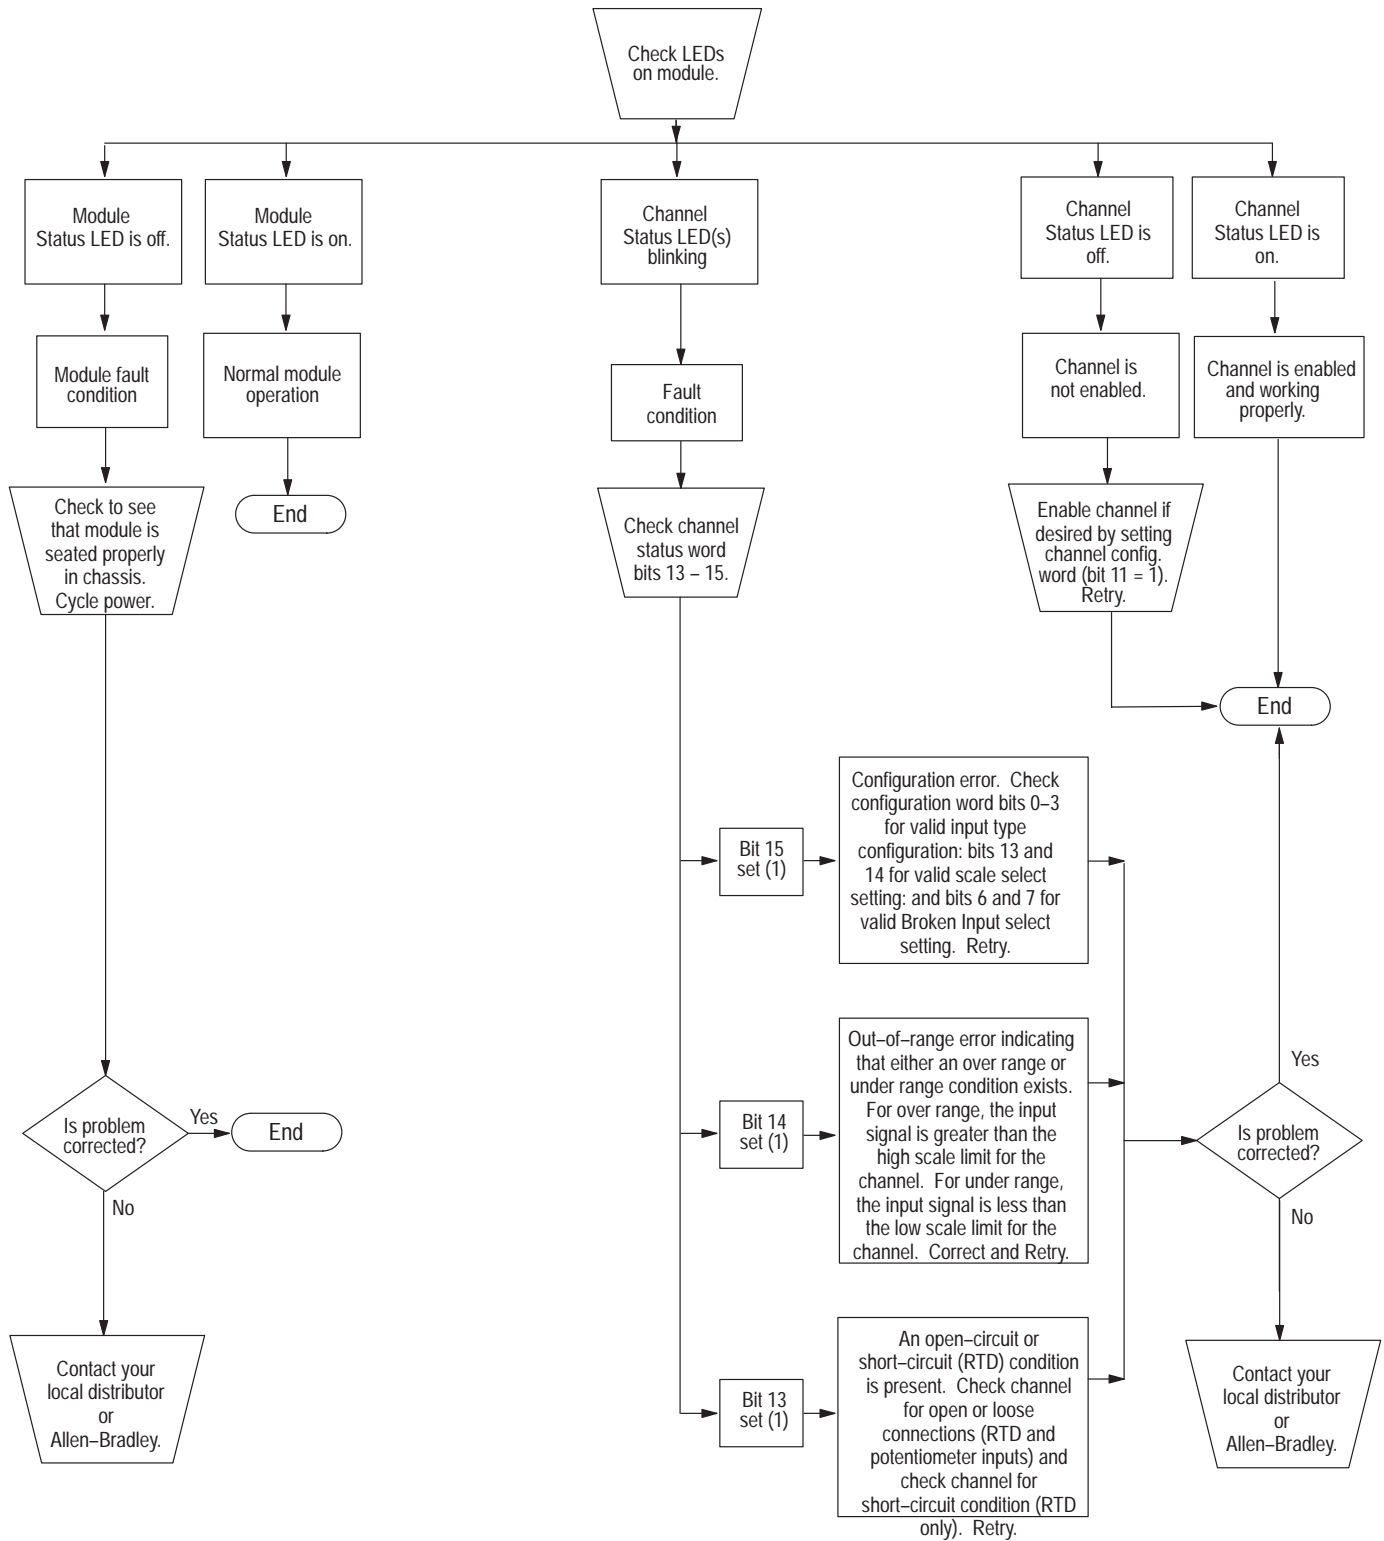 Check LEDs
on module.
Module
Status LED is off.
Module
Status LED is on.
Channel
Status LED(s)
blinking
Channel
Status LED is
off.
Channel
Status LED is
on.
Module fault
condition
Normal module
operation
Fault
condition
Channel is
not enabled.
Channel is enabled
and working
properly.
Check to see
that module is
seated properly
in chassis.
Cycle power.
End
Check channel
status word
bits 13 – 15.
Enable channel if
desired by setting
channel config.
word (bit 11 = 1).
Retry.
End
Bit 15
set (1)
Configuration error.  Check
configuration word bits 0–3
for valid input type
configuration: bits 13 and
14 for valid scale select
setting: and bits 6 and 7 for
valid Broken Input select
setting.  Retry.
Bit 14
set (1)
Out–of–range error indicating
that either an over range or
under range condition exists.
For over range, the input
signal is greater than the
high scale limit for the
channel.  For under range,
the input signal is less than
the low scale limit for the
channel.  Correct and Retry.
Is problem
corrected?
Yes
End
No
Is problem
corrected?
Yes
No
Contact your
local distributor
or
Allen–Bradley.
Bit 13
set (1)
An open–circuit or
short–circuit (RTD) condition
is present.  Check channel
for open or loose
connections (RTD and
potentiometer inputs) and
check channel for
short–circuit condition (RTD
only).  Retry.
Contact your
local distributor
or
Allen–Bradley.